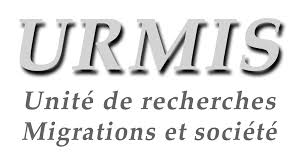 URMIS
Unité de recherches
Migrations et société